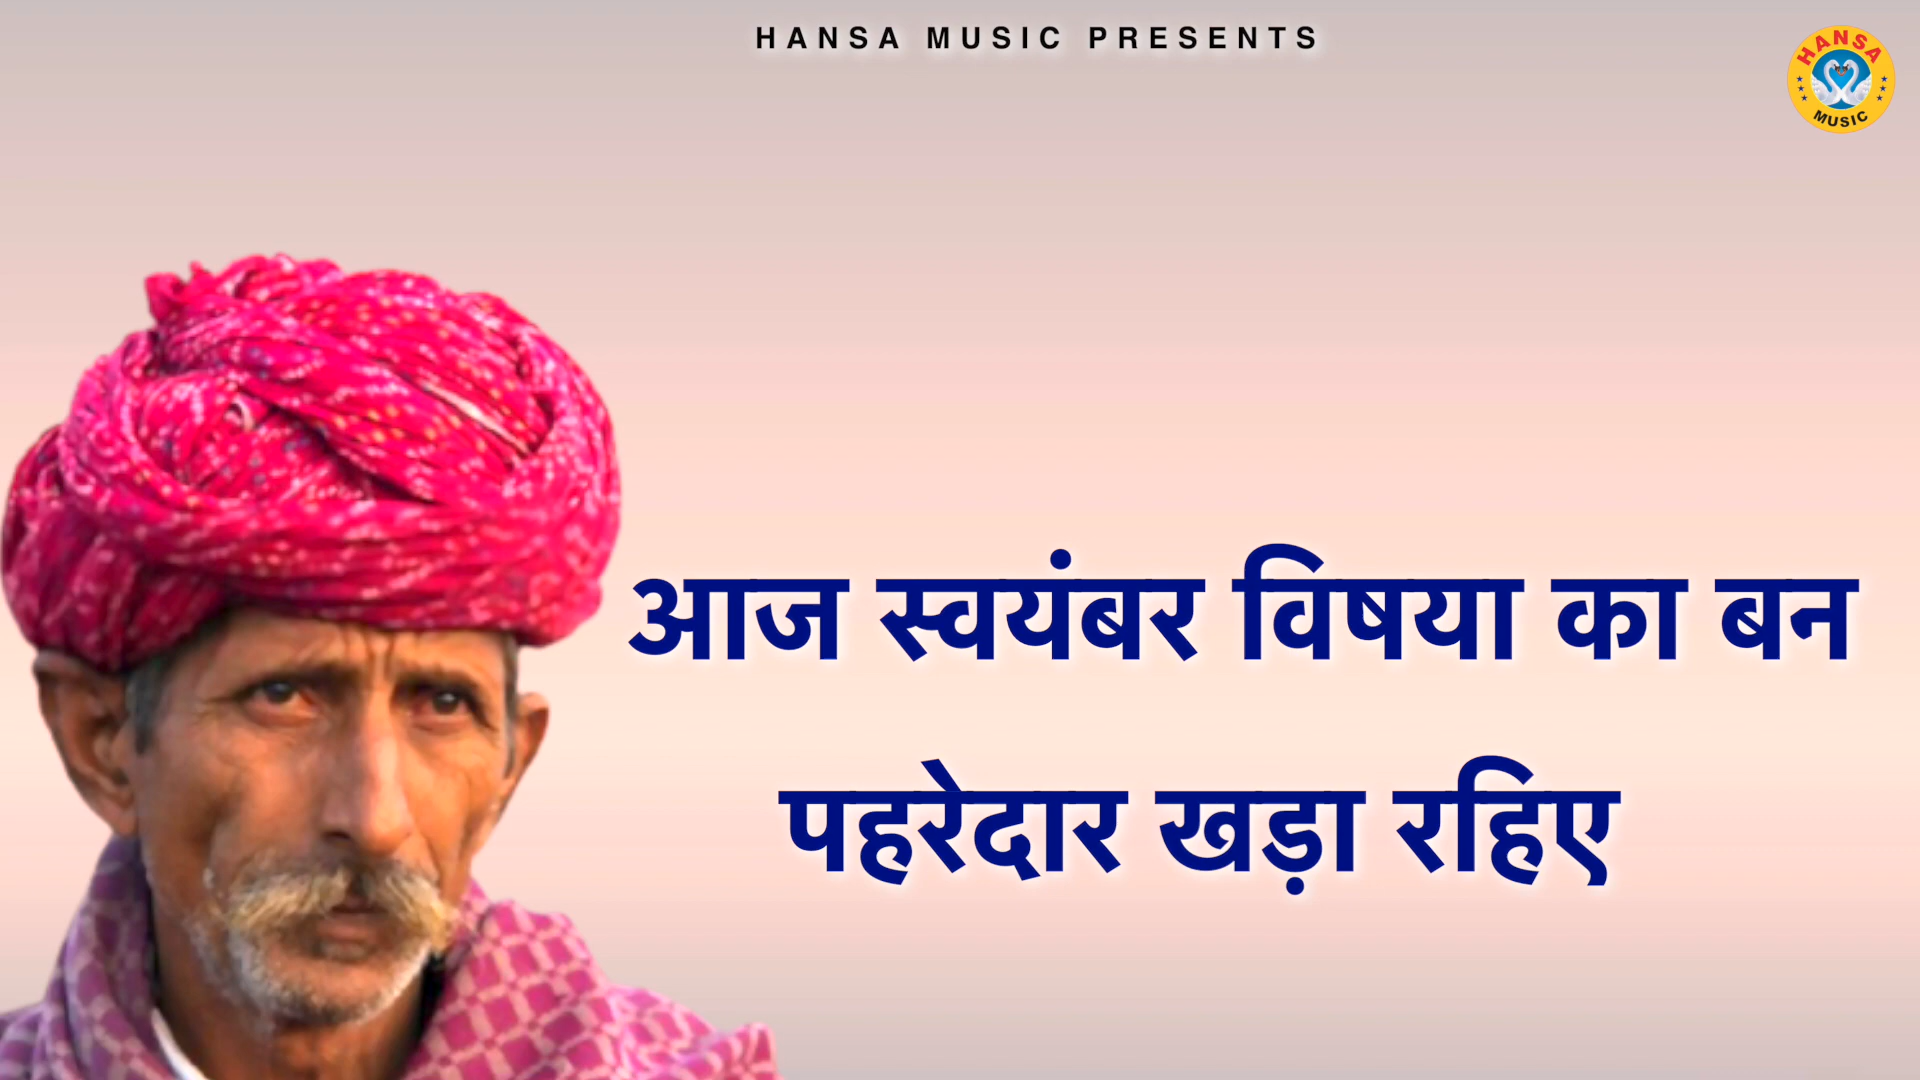 HANSA MUSIC PRESENTS
HANSA
MUSIC
आज स्वयंबर विषया का बन
पहरेदार खड़ा रहिए